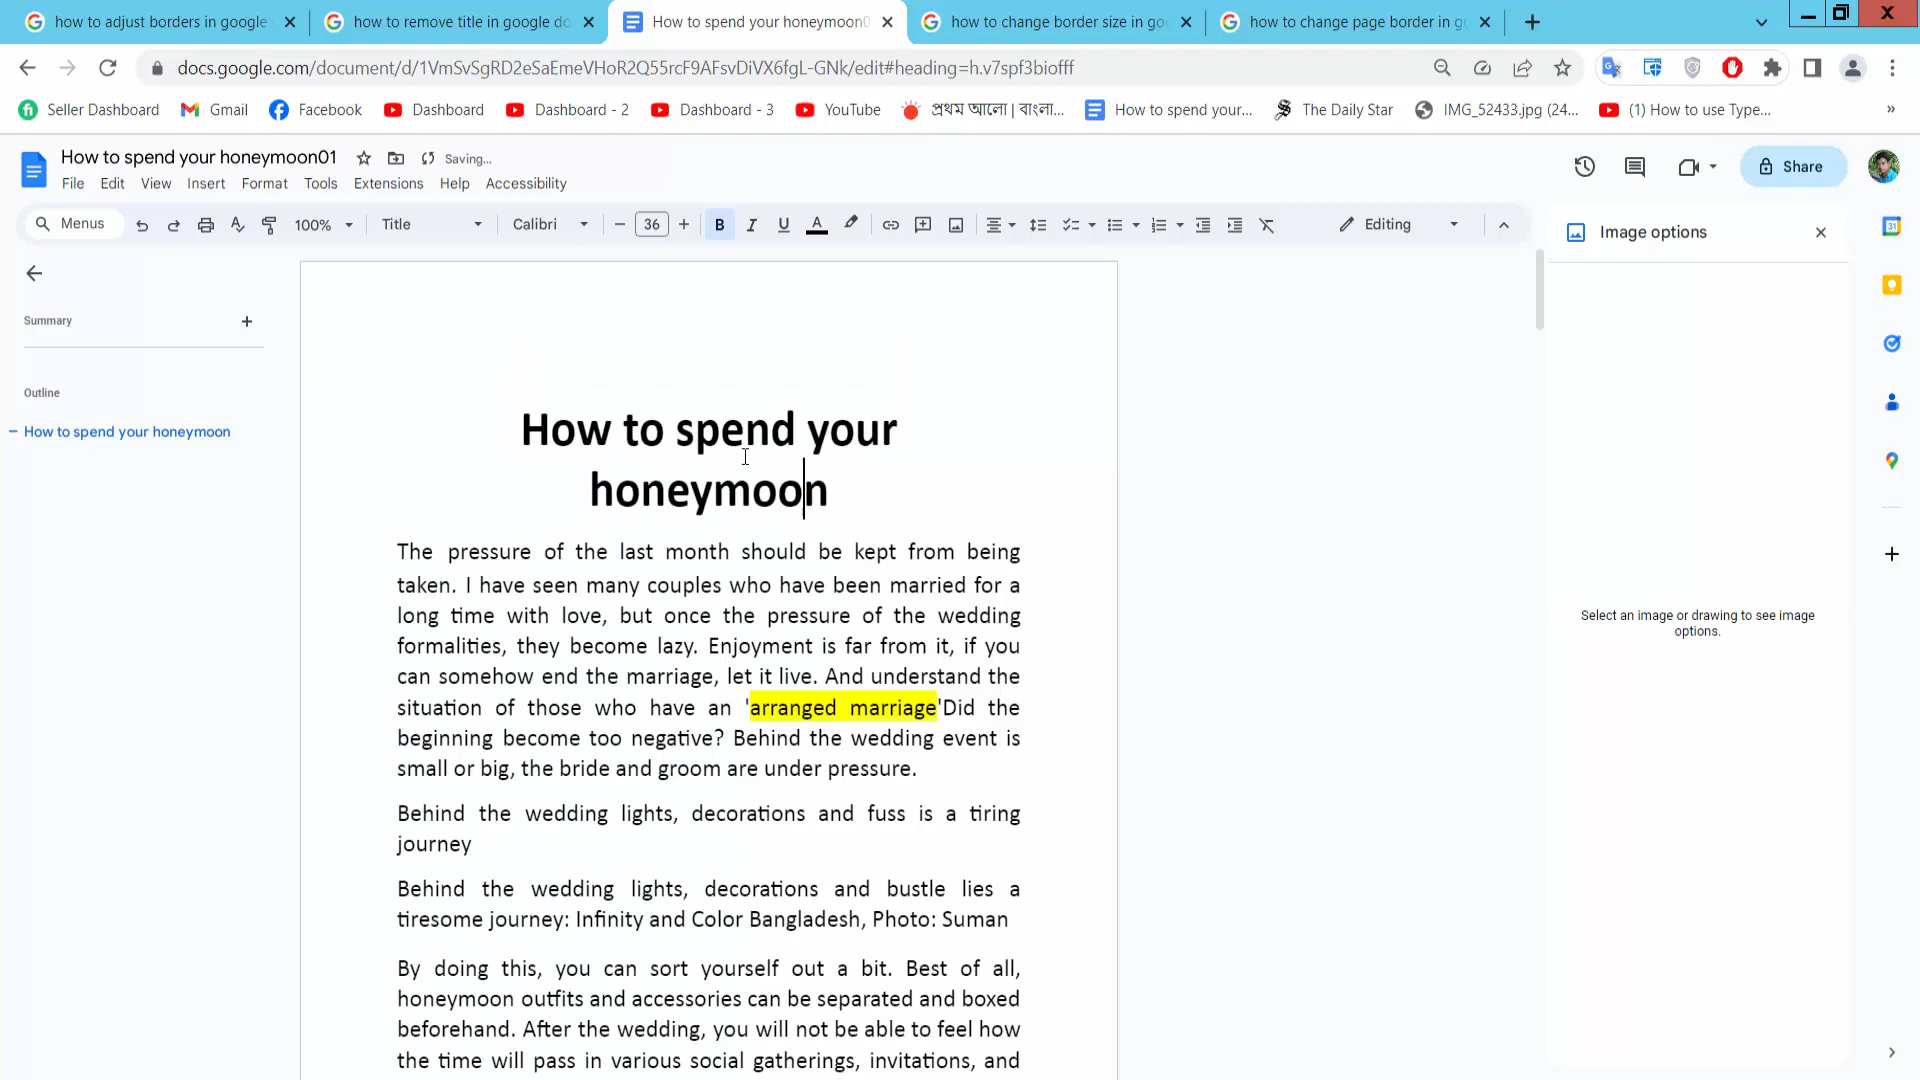 how to adjust borders in google
how to remove title in google do
How to spend your honeymoon0
how to change border size in goo
how to change page border in g
docs.google.com/document/d/1VmSvSgRD2eSaEmeVHoR2Q55rcF9AFsvDiVX6fgL-GNk/edit#heading=h.v7spf3biofff
Seller Dashboard
Gmail
Facebook
Dashboard
Dashboard - 2
Dashboard - 3
YouTube
প্রথম আলো | বাংলা...
How to spend your...
The Daily Star
IMG_52433.jpg (24...
(1) How to use Type...
»
How to spend your honeymoon01
Saving...
File Edit View Insert Format Tools Extensions Help Accessibility
Share
Menus
100%
Title
Calibri
36
B I U A
Editing
Image options
31
Summary
Outline
How to spend your honeymoon
How to spend your
honeymoon
The pressure of the last month should be kept from being
taken. I have seen many couples who have been married for a
long time with love, but once the pressure of the wedding
formalities, they become lazy. Enjoyment is far from it, if you
can somehow end the marriage, let it live. And understand the
situation of those who have an 'arranged marriage'Did the
beginning become too negative? Behind the wedding event is
small or big, the bride and groom are under pressure.
Behind the wedding lights, decorations and fuss is a tiring
journey
Behind the wedding lights, decorations and bustle lies a
tiresome journey: Infinity and Color Bangladesh, Photo: Suman
By doing this, you can sort yourself out a bit. Best of all,
honeymoon outfits and accessories can be separated and boxed
beforehand. After the wedding, you will not be able to feel how
the time will pass in various social gatherings, invitations, and
Select an image or drawing to see image
options.